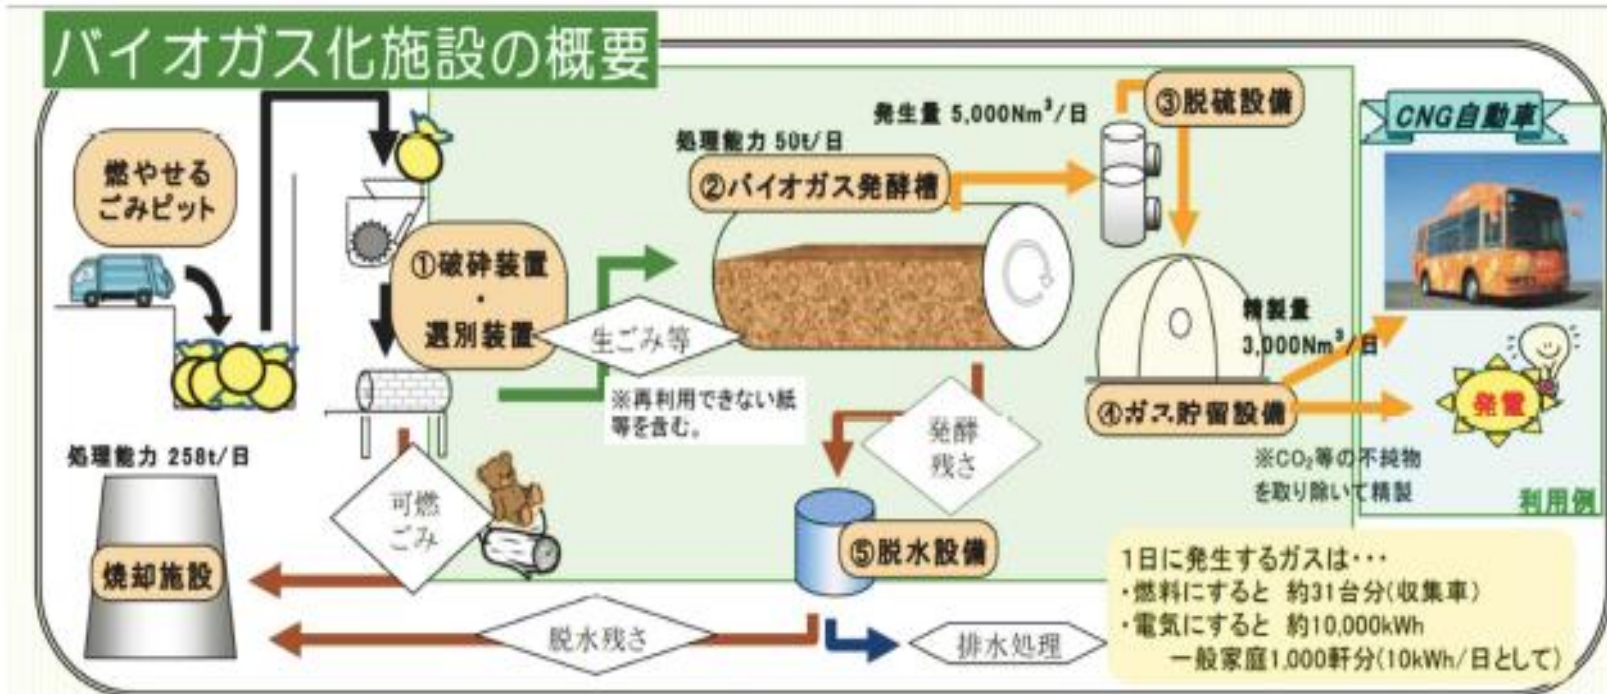 バイオガス化施設の概要
燃やせる
ごみピット
①破砕装置
・
選別装置
生ごみ等
※再利用できない紙
等を含む。
処理能力 50t/日
②バイオガス発酵槽
発生量 5,000Nm³/日
③脱硫設備
精製量
3,000Nm³/日
④ガス貯留設備
※CO₂等の不純物
を取り除いて精製
CNG自動車
発電
利用例
発酵
残さ
⑤脱水設備
可燃
ごみ
処理能力 258t/日
焼却施設
脱水残さ
排水処理
1日に発生するガスは・・・
・燃料にすると 約31台分(収集車)
・電気にすると 約10,000kWh
一般家庭1,000軒分(10kWh/日として)